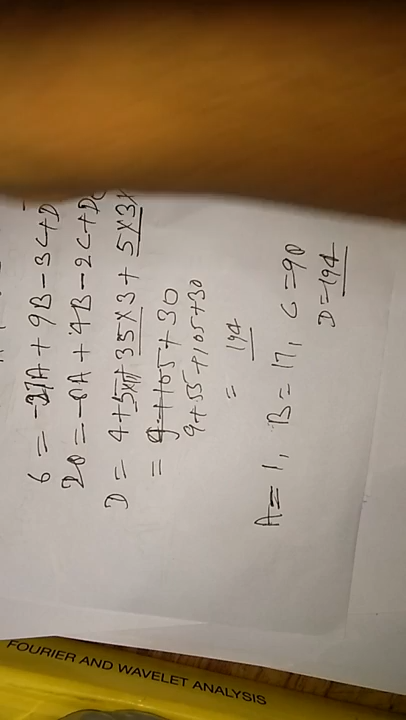 6 = -27A + 9B - 3C + D
20 = -8A + 4B - 2C + D
D = 4 + 5×11 + 35×3 + 5×3×
= 9 + 105 + 30
9 + 55 + 105 + 30
= 194
A = 1, B = 17, C = 90
D = 194
FOURIER AND WAVELET ANALYSIS